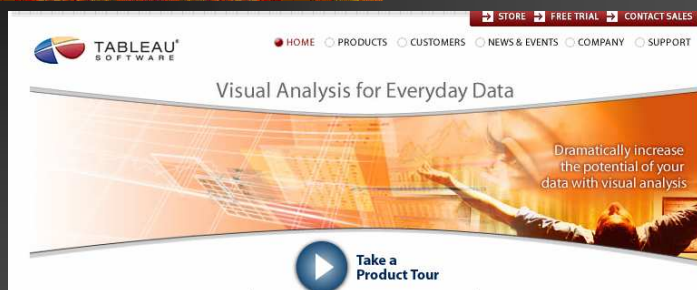 STORE FREE TRIAL CONTACT SALES
TABLEAU®
SOFTWARE
HOME PRODUCTS CUSTOMERS NEWS & EVENTS COMPANY SUPPORT
Visual Analysis for Everyday Data
Dramatically increase
the potential of your
data with visual analysis
Take a
Product Tour